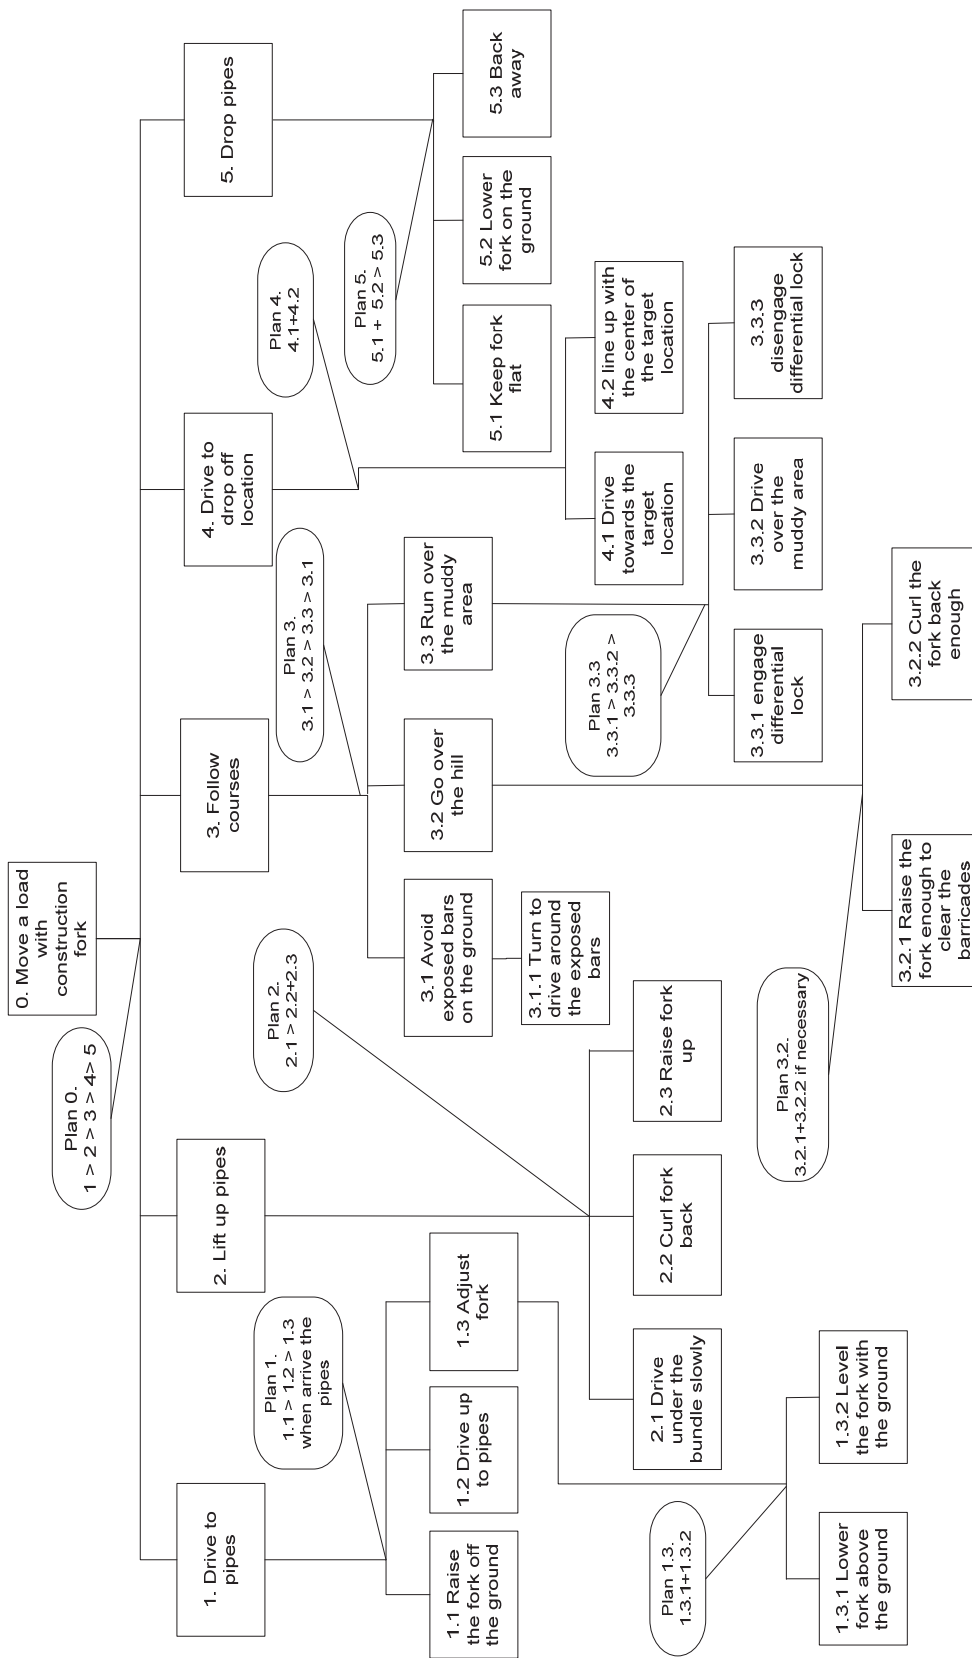 0. Move a load
with
construction
fork
Plan 0.
1 > 2 > 3 > 4> 5
1. Drive to
pipes
2. Lift up pipes
3. Follow
courses
4. Drive to
drop off
location
5. Drop pipes
Plan 1.
1.1 > 1.2 > 1.3
when arrive the
pipes
Plan 2.
2.1 > 2.2+2.3
Plan 3.
3.1 > 3.2 > 3.3 > 3.1
Plan 4.
4.1+4.2
Plan 5.
5.1 + 5.2 > 5.3
1.1 Raise
the fork off
the ground
1.2 Drive up
to pipes
1.3 Adjust
fork
3.1 Avoid
exposed bars
on the ground
3.2 Go over
the hill
3.3 Run over
the muddy
area
5.1 Keep fork
flat
5.2 Lower
fork on the
ground
5.3 Back
away
3.1.1 Turn to
drive around
the exposed
bars
Plan 3.3
3.3.1 > 3.3.2 >
3.3.3
4.1 Drive
towards the
target
location
4.2 line up with
the center of
the target
location
Plan 1.3.
1.3.1+1.3.2
2.1 Drive
under the
bundle slowly
2.2 Curl fork
back
2.3 Raise fork
up
Plan 3.2.
3.2.1+3.2.2 if necessary
3.3.1 engage
differential
lock
3.3.2 Drive
over the
muddy area
3.3.3
disengage
differential lock
1.3.1 Lower
fork above
the ground
1.3.2 Level
the fork with
the ground
3.2.1 Raise the
fork enough to
clear the
barricades
3.2.2 Curl the
fork back
enough